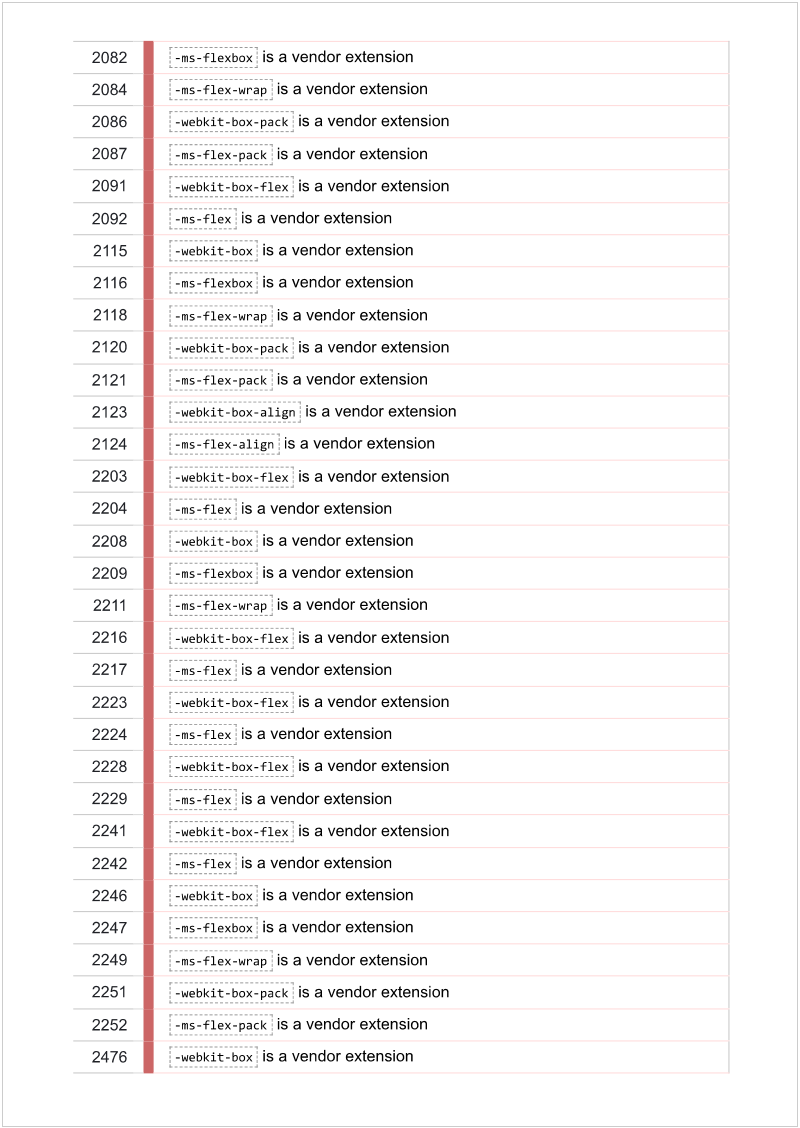 2082 -ms-flexbox is a vendor extension
2084 -ms-flex-wrap is a vendor extension
2086 -webkit-box-pack is a vendor extension
2087 -ms-flex-pack is a vendor extension
2091 -webkit-box-flex is a vendor extension
2092 -ms-flex is a vendor extension
2115 -webkit-box is a vendor extension
2116 -ms-flexbox is a vendor extension
2118 -ms-flex-wrap is a vendor extension
2120 -webkit-box-pack is a vendor extension
2121 -ms-flex-pack is a vendor extension
2123 -webkit-box-align is a vendor extension
2124 -ms-flex-align is a vendor extension
2203 -webkit-box-flex is a vendor extension
2204 -ms-flex is a vendor extension
2208 -webkit-box is a vendor extension
2209 -ms-flexbox is a vendor extension
2211 -ms-flex-wrap is a vendor extension
2216 -webkit-box-flex is a vendor extension
2217 -ms-flex is a vendor extension
2223 -webkit-box-flex is a vendor extension
2224 -ms-flex is a vendor extension
2228 -webkit-box-flex is a vendor extension
2229 -ms-flex is a vendor extension
2241 -webkit-box-flex is a vendor extension
2242 -ms-flex is a vendor extension
2246 -webkit-box is a vendor extension
2247 -ms-flexbox is a vendor extension
2249 -ms-flex-wrap is a vendor extension
2251 -webkit-box-pack is a vendor extension
2252 -ms-flex-pack is a vendor extension
2476 -webkit-box is a vendor extension